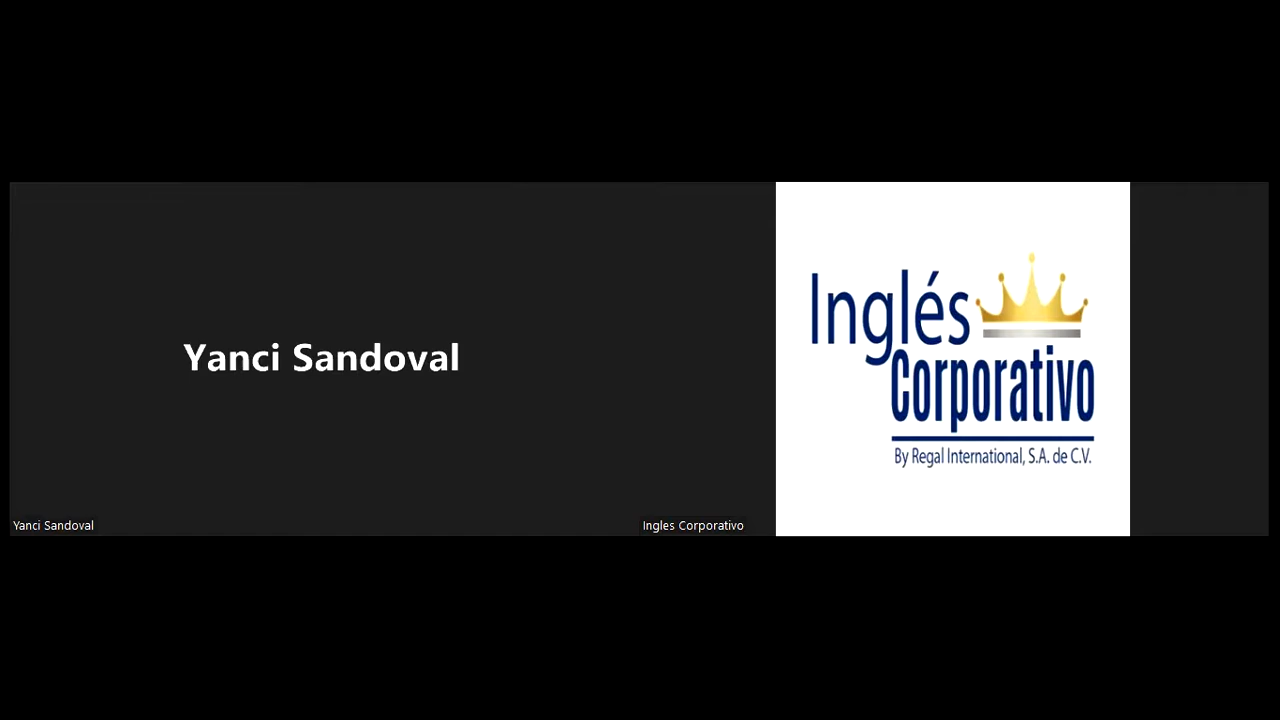 Yanci Sandoval
Yanci Sandoval
Inglés
Corporativo
By Regal International, S.A. de C.V.
Ingles Corporativo